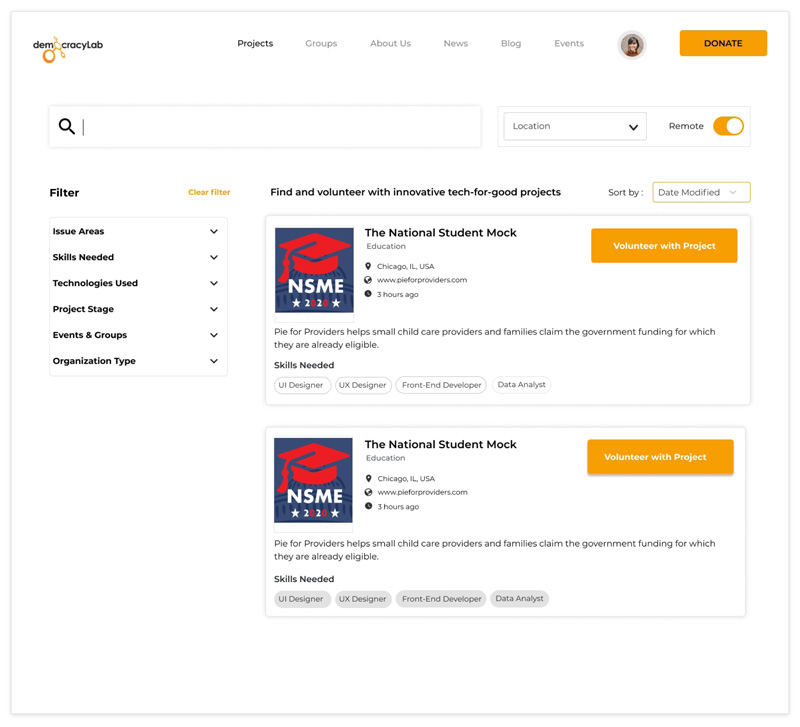 democracyLab
Projects
Groups
About Us
News
Blog
Events
DONATE
Location
Remote
Filter
Clear filter
Find and volunteer with innovative tech-for-good projects
Sort by :
Date Modified
Issue Areas
Skills Needed
Technologies Used
Project Stage
Events & Groups
Organization Type
NSME
2020
The National Student Mock
Education
Chicago, IL, USA
www.pieforproviders.com
3 hours ago
Volunteer with Project
Pie for Providers helps small child care providers and families claim the government funding for which
they are already eligible.
Skills Needed
UI Designer
UX Designer
Front-End Developer
Data Analyst
NSME
2020
The National Student Mock
Education
Chicago, IL, USA
www.pieforproviders.com
3 hours ago
Volunteer with Project
Pie for Providers helps small child care providers and families claim the government funding for which
they are already eligible.
Skills Needed
UI Designer
UX Designer
Front-End Developer
Data Analyst